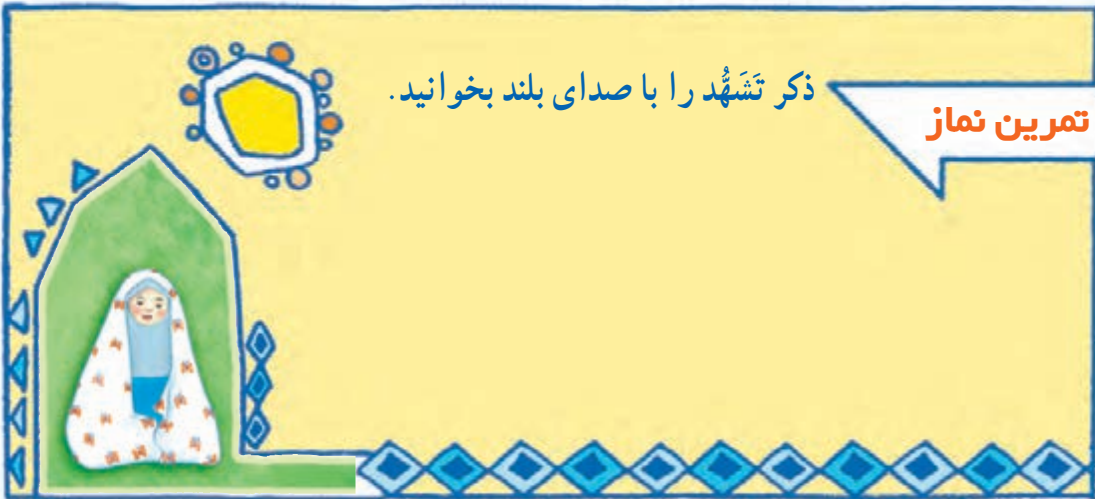 تمرین نماز
ذکر تَشَهُّد را با صدای بلند بخوانید.